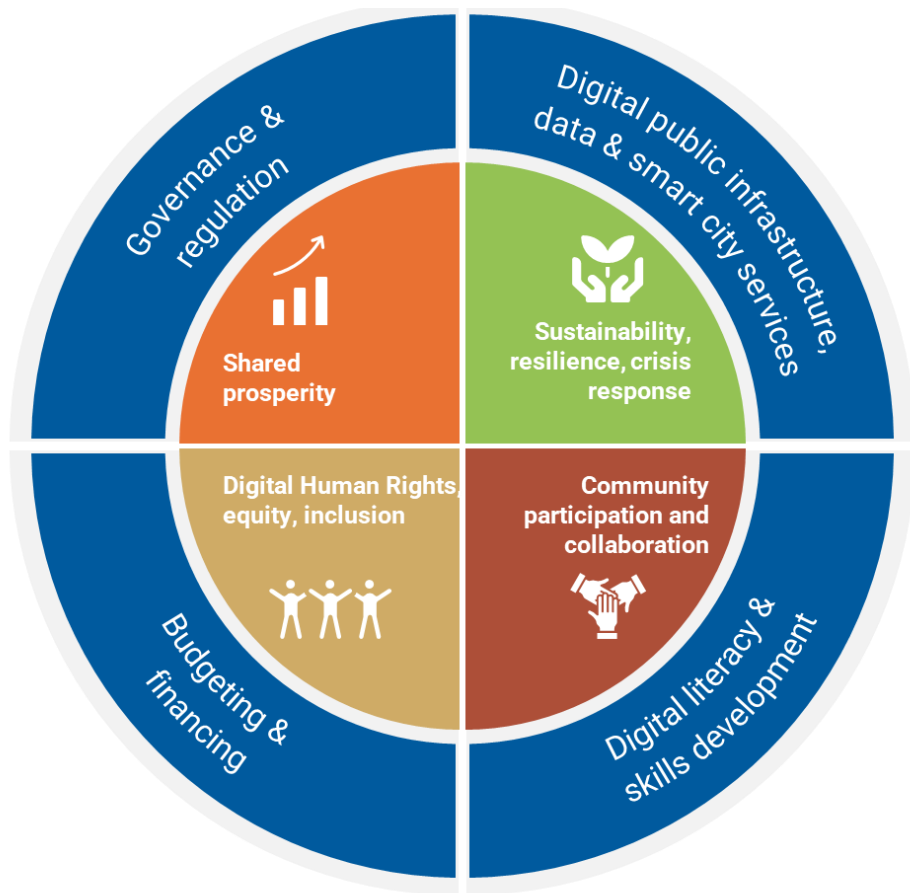 Governance &
regulation
Digital public infrastructure,
data & smart city services
Shared
prosperity
Sustainability,
resilience, crisis
response
Digital Human Rights,
equity, inclusion
Community
participation and
collaboration
Budgeting &
financing
Digital literacy &
skills development